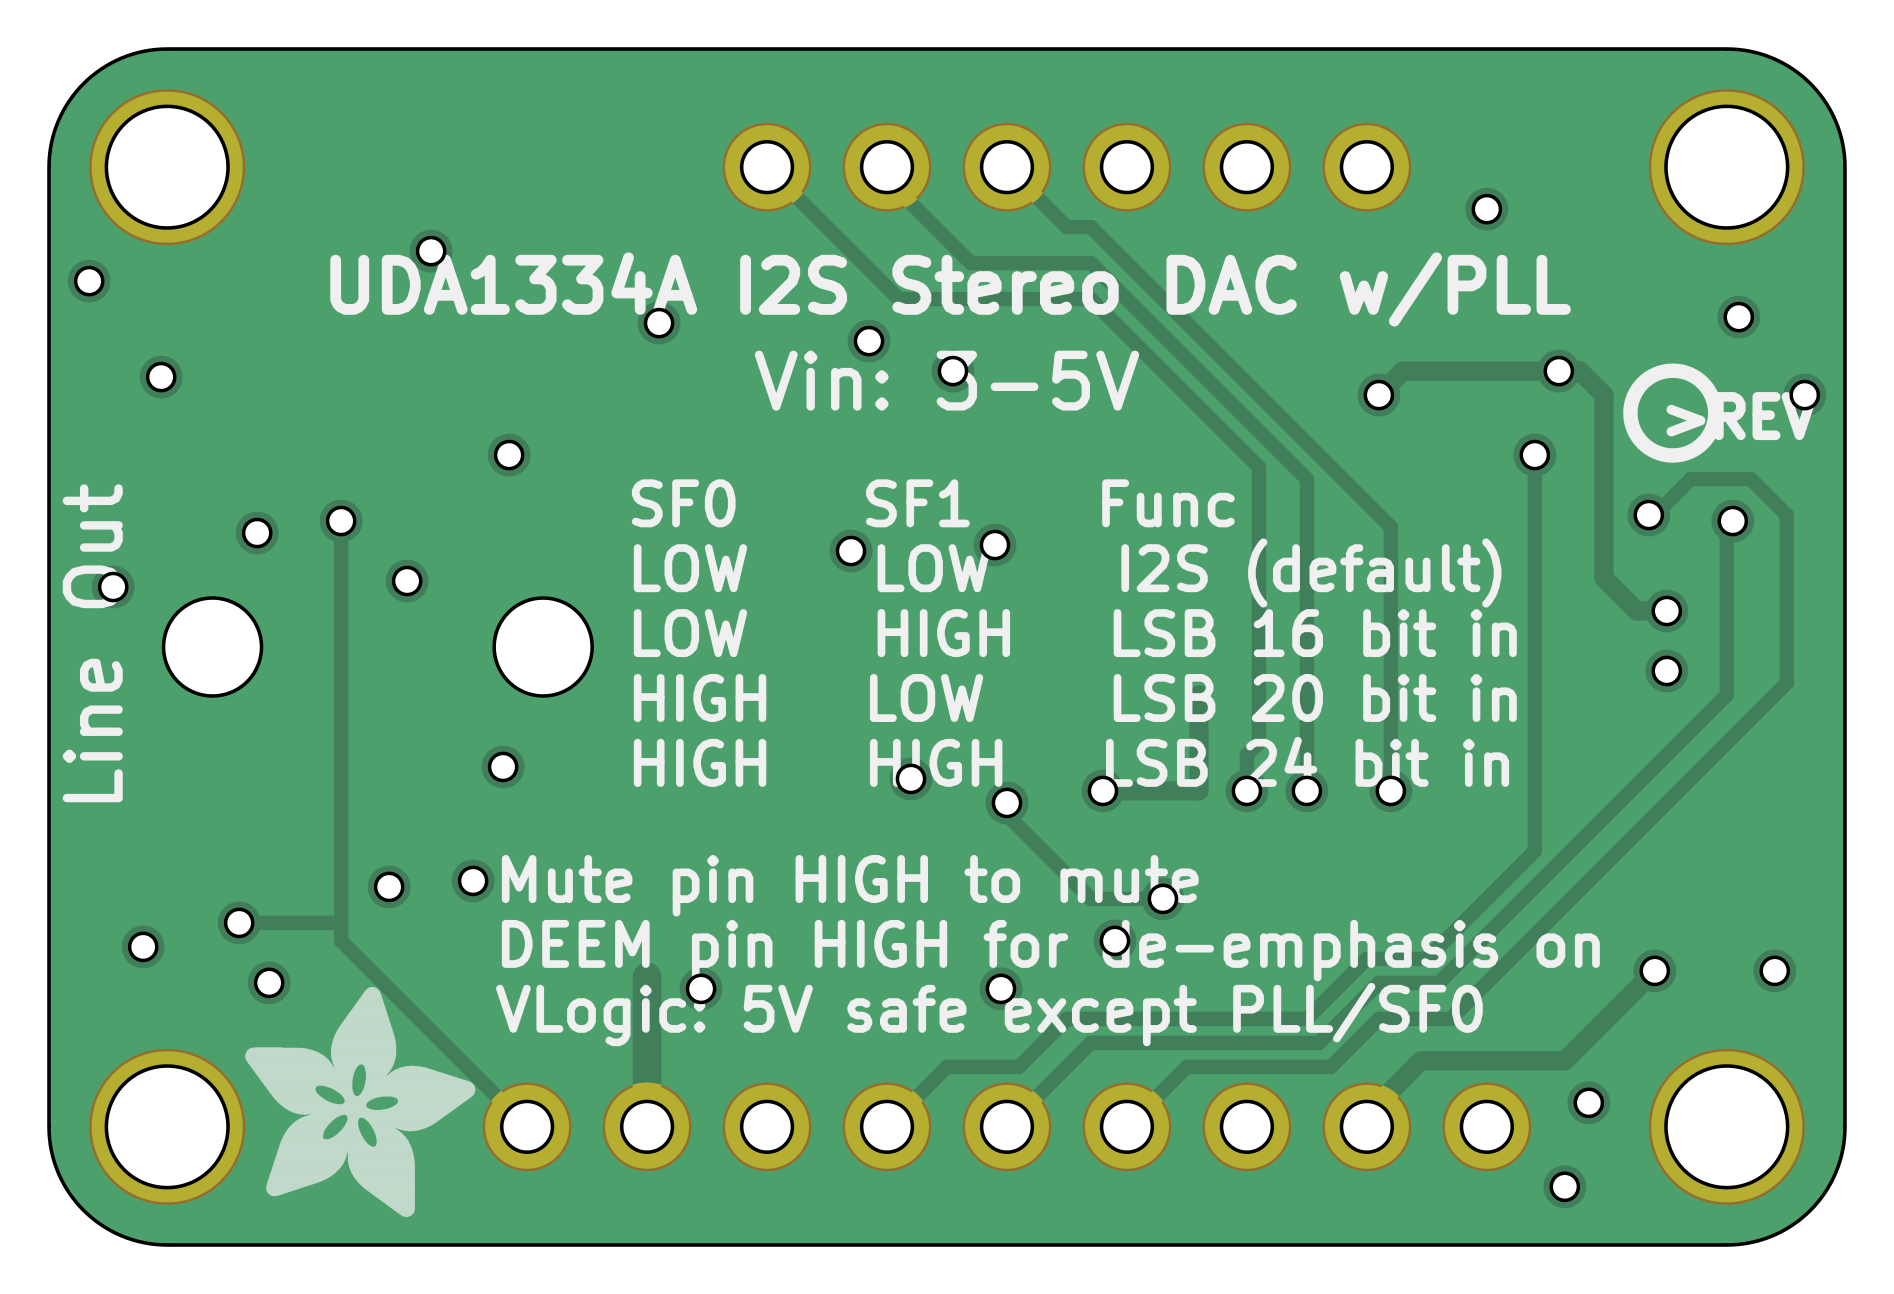 UDA1334A I2S Stereo DAC w/PLL
Vin: 3-5V
>REV
Line Out
SF0 SF1 Func
LOW LOW I2S (default)
LOW HIGH LSB 16 bit in
HIGH LOW LSB 20 bit in
HIGH HIGH LSB 24 bit in
Mute pin HIGH to mute
DEEM pin HIGH for de-emphasis on
VLogic: 5V safe except PLL/SF0